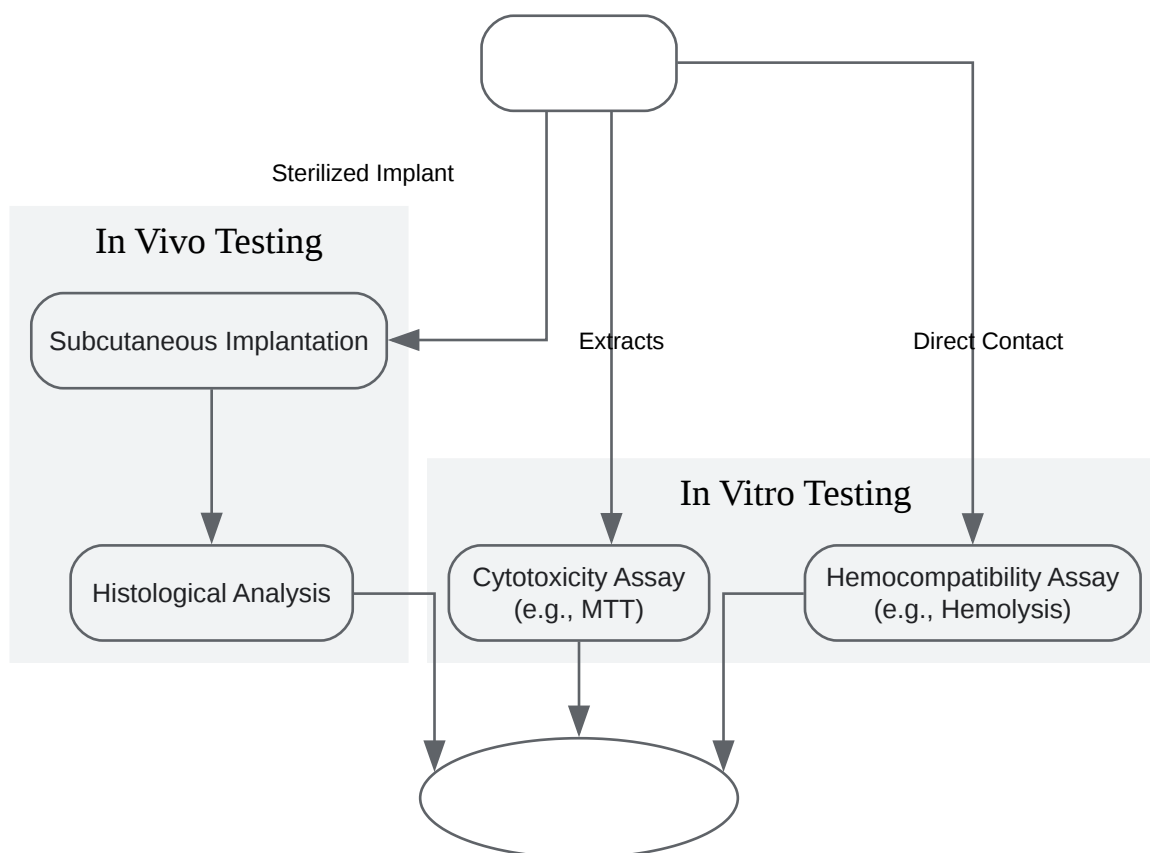 Sterilized Implant
In Vivo Testing
Subcutaneous Implantation
Extracts
Direct Contact
In Vitro Testing
Histological Analysis
Cytotoxicity Assay
(e.g., MTT)
Hemocompatibility Assay
(e.g., Hemolysis)